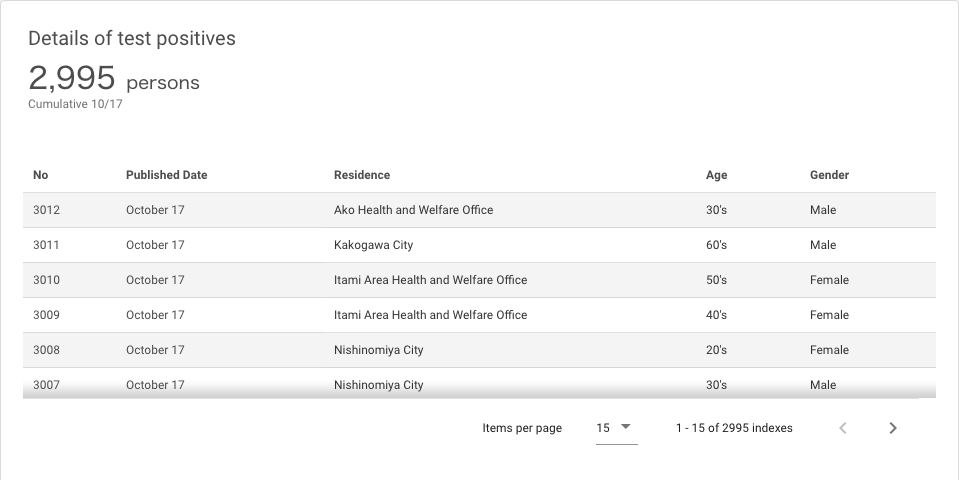 Details of test positives
2,995 persons
Cumulative 10/17
No Published Date Residence Age Gender
3012 October 17 Ako Health and Welfare Office 30's Male
3011 October 17 Kakogawa City 60's Male
3010 October 17 Itami Area Health and Welfare Office 50's Female
3009 October 17 Itami Area Health and Welfare Office 40's Female
3008 October 17 Nishinomiya City 20's Female
3007 October 17 Nishinomiya City 30's Male
Items per page 15 1 - 15 of 2995 indexes